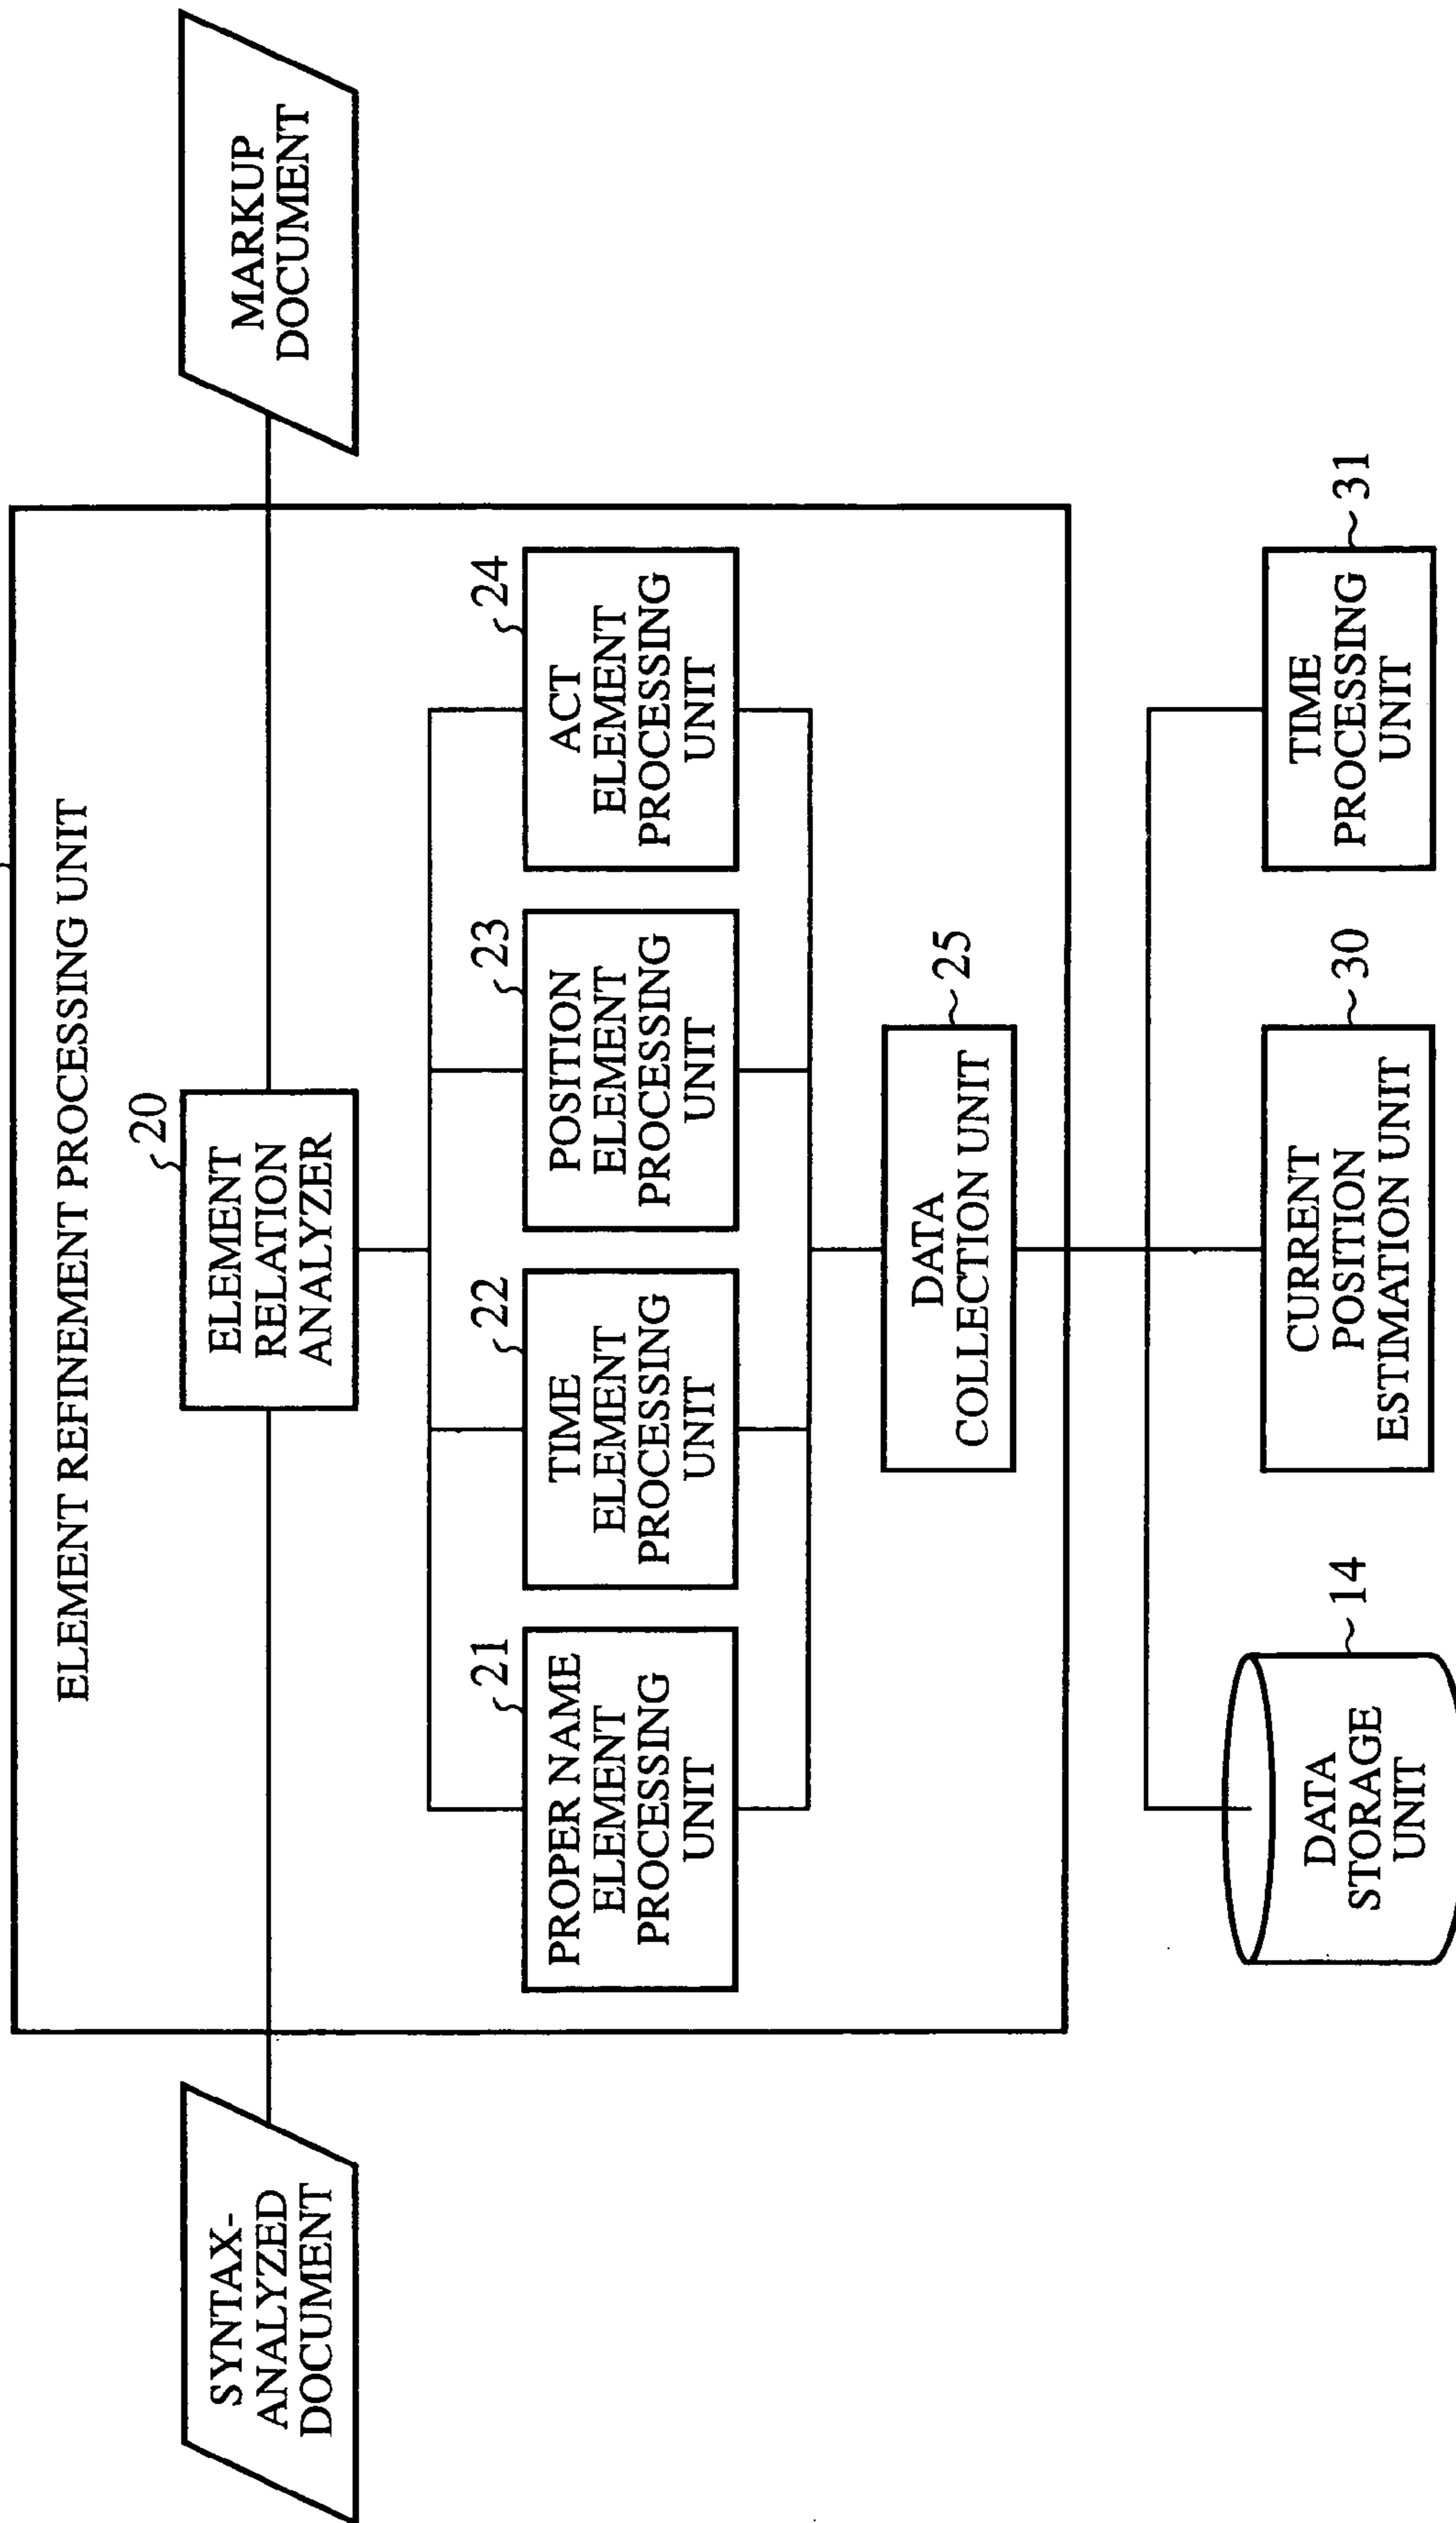 ELEMENT REFINEMENT PROCESSING UNIT
SYNTAX-
ANALYZED
DOCUMENT
20
ELEMENT
RELATION
ANALYZER
MARKUP
DOCUMENT
21
PROPER NAME
ELEMENT
PROCESSING
UNIT
22
TIME
ELEMENT
PROCESSING
UNIT
23
POSITION
ELEMENT
PROCESSING
UNIT
24
ACT
ELEMENT
PROCESSING
UNIT
DATA
COLLECTION UNIT
25
DATA
STORAGE
UNIT
14
CURRENT
POSITION
ESTIMATION UNIT
30
TIME
PROCESSING
UNIT
31